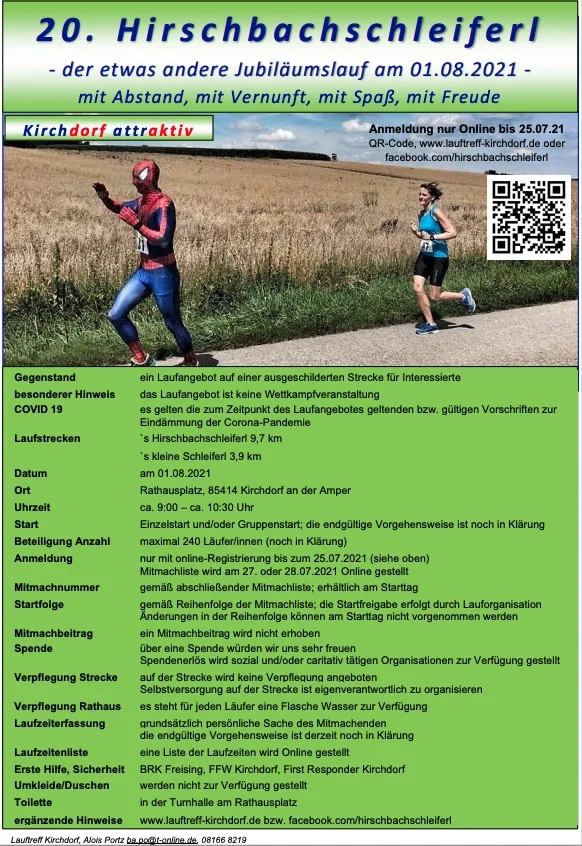 20. Hirschbachschleiferl
- der etwas andere Jubiläumslauf am 01.08.2021 -
mit Abstand, mit Vernunft, mit Spaß, mit Freude
Kirchdorf attraktiv
Anmeldung nur Online bis 25.07.21
QR-Code, www.lauftreff-kirchdorf.de oder
facebook.com/hirschbachschleiferl
Gegenstand ein Laufangebot auf einer ausgeschilderten Strecke für Interessierte
besonderer Hinweis das Laufangebot ist keine Wettkampfveranstaltung
COVID 19 es gelten die zum Zeitpunkt des Laufangebotes geltenden bzw. gültigen Vorschriften zur
Eindämmung der Corona-Pandemie
Laufstrecken `s Hirschbachschleiferl 9,7 km
`s kleine Schleiferl 3,9 km
Datum am 01.08.2021
Ort Rathausplatz, 85414 Kirchdorf an der Amper
Uhrzeit ca. 9:00 – ca. 10:30 Uhr
Start Einzelstart und/oder Gruppenstart; die endgültige Vorgehensweise ist noch in Klärung
Beteiligung Anzahl maximal 240 Läufer/innen (noch in Klärung)
Anmeldung nur mit online-Registrierung bis zum 25.07.2021 (siehe oben)
Mitmachliste wird am 27. oder 28.07.2021 Online gestellt
Mitmachnummer gemäß abschließender Mitmachliste; erhältlich am Starttag
Startfolge gemäß Reihenfolge der Mitmachliste; die Startfreigabe erfolgt durch Lauforganisation
Änderungen in der Reihenfolge können am Starttag nicht vorgenommen werden
Mitmachbeitrag ein Mitmachbeitrag wird nicht erhoben
Spende über eine Spende würden wir uns sehr freuen
Spendenerlös wird sozial und/oder caritativ tätigen Organisationen zur Verfügung gestellt
Verpflegung Strecke auf der Strecke wird keine Verpflegung angeboten
Selbstversorgung auf der Strecke ist eigenverantwortlich zu organisieren
Verpflegung Rathaus es steht für jeden Läufer eine Flasche Wasser zur Verfügung
Laufzeiterfassung grundsätzlich persönliche Sache des Mitmachenden
die endgültige Vorgehensweise ist derzeit noch in Klärung
Laufzeitenliste eine Liste der Laufzeiten wird Online gestellt
Erste Hilfe, Sicherheit BRK Freising, FFW Kirchdorf, First Responder Kirchdorf
Umkleide/Duschen werden nicht zur Verfügung gestellt
Toilette in der Turnhalle am Rathausplatz
ergänzende Hinweise www.lauftreff-kirchdorf.de bzw. facebook.com/hirschbachschleiferl
Lauftreff Kirchdorf, Alois Portz ba.po@t-online.de, 08166 8219